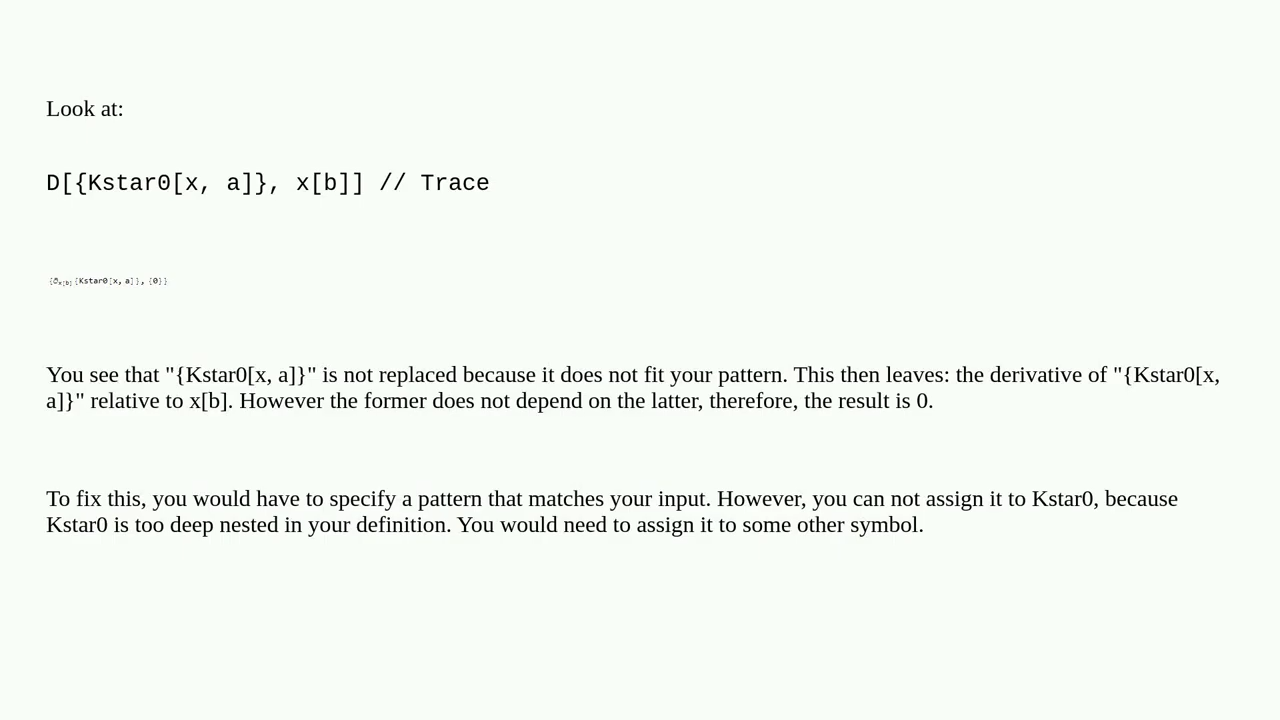 Look at:
D[{Kstar0[x, a]}, x[b]] // Trace
{∂x[b]{Kstar0[x, a]}, {0}}
You see that "{Kstar0[x, a]}" is not replaced because it does not fit your pattern. This then leaves: the derivative of "{Kstar0[x,
a]}" relative to x[b]. However the former does not depend on the latter, therefore, the result is 0.
To fix this, you would have to specify a pattern that matches your input. However, you can not assign it to Kstar0, because
Kstar0 is too deep nested in your definition. You would need to assign it to some other symbol.